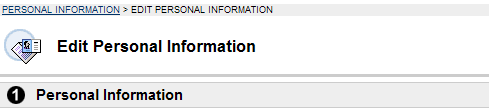 PERSONAL INFORMATION > EDIT PERSONAL INFORMATION
Edit Personal Information
1 Personal Information